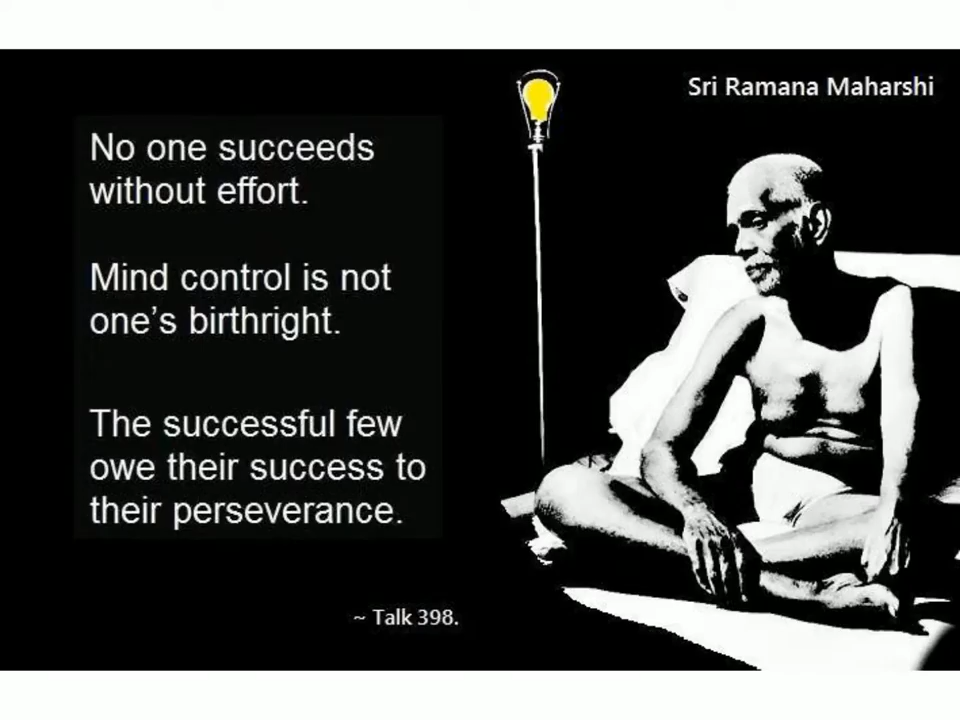 Sri Ramana Maharshi
No one succeeds
without effort.
Mind control is not
one’s birthright.
The successful few
owe their success to
their perseverance.
~ Talk 398.